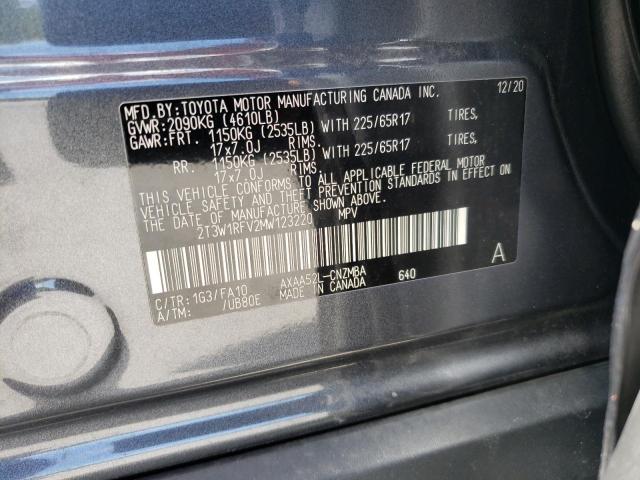 MFD.BY:TOYOTA MOTOR MANUFACTURING CANADA INC. 12/20
GVWR:2090KG (4610LB)
GAWR:FRT. 1150KG (2535LB) WITH 225/65R17 TIRES,
17x7.0J RIMS.
RR. 1150KG (2535LB) WITH 225/65R17 TIRES,
17x7.0J RIMS.
THIS VEHICLE CONFORMS TO ALL APPLICABLE FEDERAL MOTOR
VEHICLE SAFETY AND THEFT PREVENTION STANDARDS IN EFFECT ON
THE DATE OF MANUFACTURE SHOWN ABOVE.
2T3W1RFV2MW123220 MPV
C/TR: 1G3/FA10 AXAA52L-CNZMBA 640 A
A/TM: /UB80E MADE IN CANADA